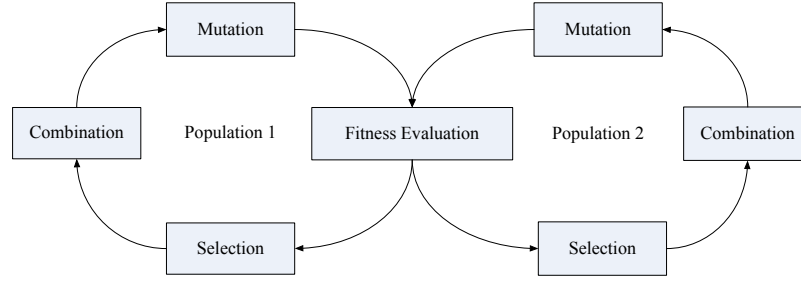 Mutation
Mutation
Combination
Population 1
Fitness Evaluation
Population 2
Combination
Selection
Selection